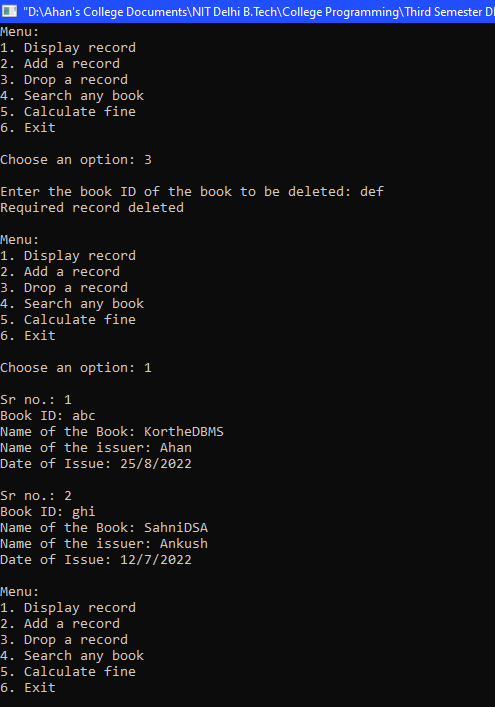 "D:\Ahan's College Documents\NIT Delhi B.Tech\College Programming\Third Semester
Menu:
1. Display record
2. Add a record
3. Drop a record
4. Search any book
5. Calculate fine
6. Exit

Choose an option: 3

Enter the book ID of the book to be deleted: def
Required record deleted

Menu:
1. Display record
2. Add a record
3. Drop a record
4. Search any book
5. Calculate fine
6. Exit

Choose an option: 1

Sr no.: 1
Book ID: abc
Name of the Book: KortheDBMS
Name of the issuer: Ahan
Date of Issue: 25/8/2022

Sr no.: 2
Book ID: ghi
Name of the Book: SahniDSA
Name of the issuer: Ankush
Date of Issue: 12/7/2022

Menu:
1. Display record
2. Add a record
3. Drop a record
4. Search any book
5. Calculate fine
6. Exit